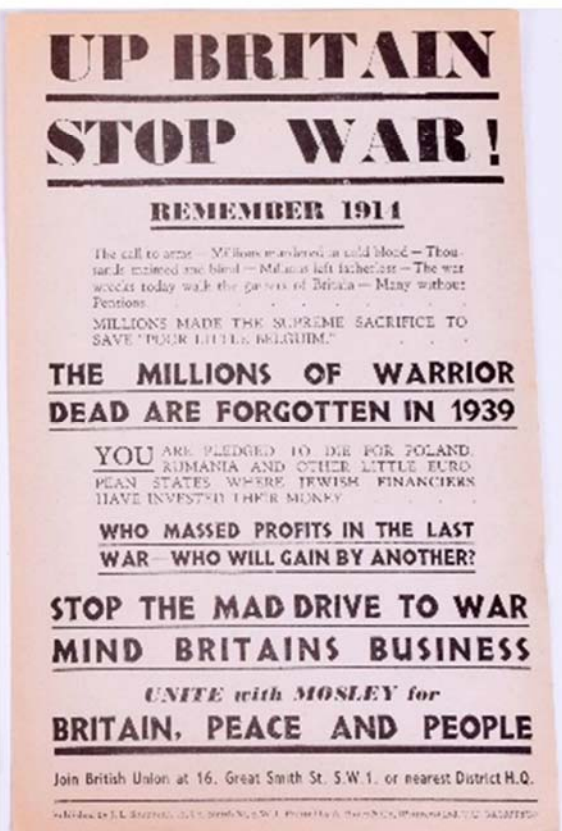 UP BRITAIN
STOP WAR!
REMEMBER 1914
The call to arms — Millions murdered in cold blood — Thou-
sands maimed and blind — Millions left fatherless — The war
wrecks today walk the gutters of Britain — Many without
Pensions.
MILLIONS MADE THE SUPREME SACRIFICE TO
SAVE "POOR LITTLE BELGUIM."
THE MILLIONS OF WARRIOR
DEAD ARE FORGOTTEN IN 1939
YOU ARE PLEDGED TO DIE FOR POLAND,
RUMANIA AND OTHER LITTLE EURO-
PEAN STATES WHERE JEWISH FINANCIERS
HAVE INVESTED THEIR MONEY
WHO MASSED PROFITS IN THE LAST
WAR—WHO WILL GAIN BY ANOTHER?
STOP THE MAD DRIVE TO WAR
MIND BRITAINS BUSINESS
UNITE with MOSLEY for
BRITAIN, PEACE AND PEOPLE
Join British Union at 16, Great Smith St. S.W.1. or nearest District H.Q.
Published by